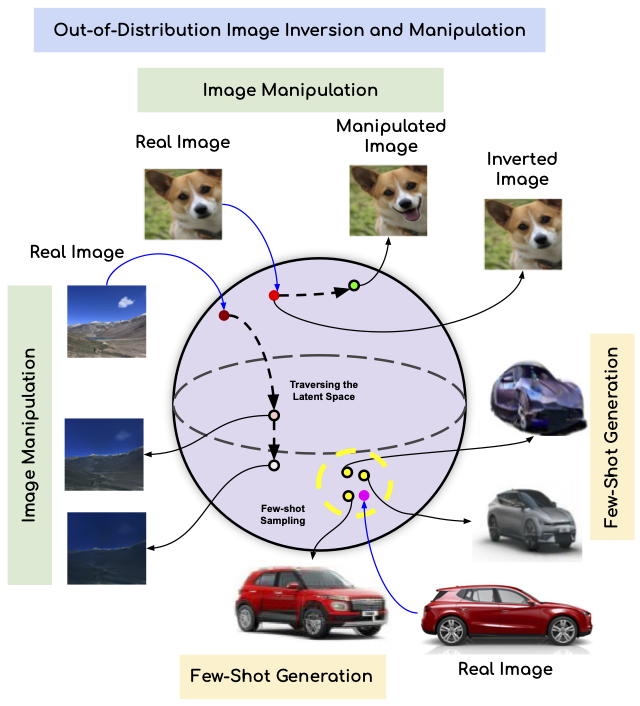 Out-of-Distribution Image Inversion and Manipulation
Image Manipulation
Real Image
Manipulated
Image
Inverted
Image
Real Image
Image Manipulation
Traversing the
Latent Space
Few-Shot Generation
Few-shot
Sampling
Few-Shot Generation
Real Image